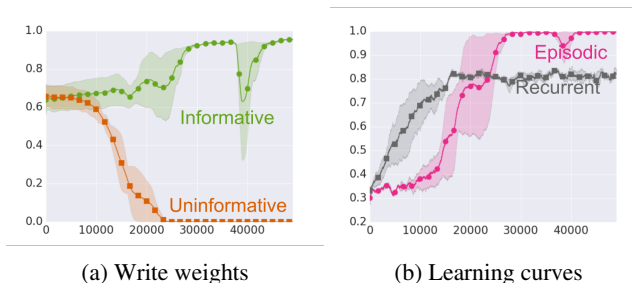 1.0
0.8
0.6
0.4
0.2
0.0
0 10000 20000 30000 40000
Informative
Uninformative
(a) Write weights
1.0
0.9
0.8
0.7
0.6
0.5
0.4
0.3
0.2
0 10000 20000 30000 40000
Episodic
Recurrent
(b) Learning curves